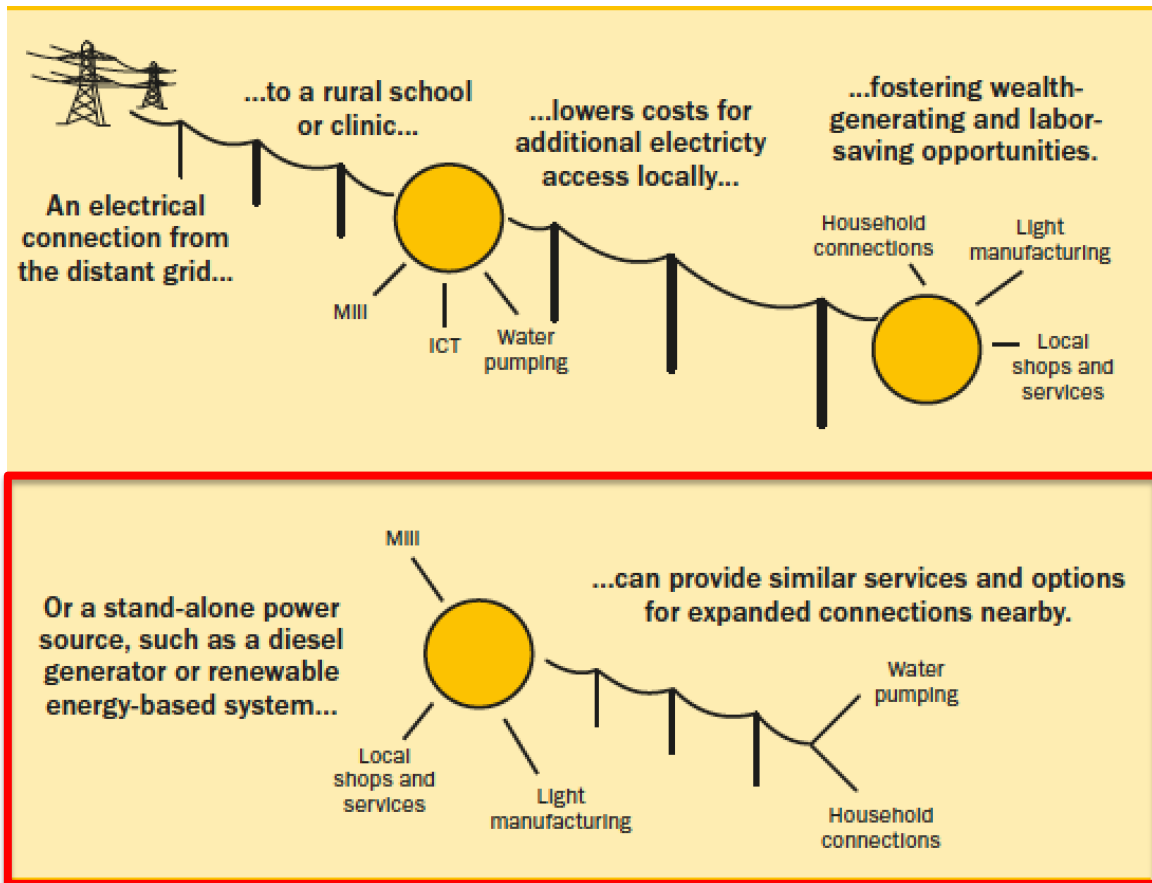 An electrical
connection from
the distant grid...
...to a rural school
or clinic...
Mill
ICT
Water
pumping
...lowers costs for
additional electricty
access locally...
...fostering wealth-
generating and labor-
saving opportunities.
Household
connections
Light
manufacturing
Local
shops and
services
Or a stand-alone power
source, such as a diesel
generator or renewable
energy-based system...
Mill
Local
shops and
services
Light
manufacturing
...can provide similar services and options
for expanded connections nearby.
Water
pumping
Household
connections